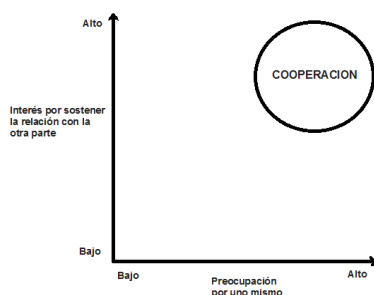 Alto
COOPERACION
Interés por sostener
la relación con la
otra parte
Bajo
Bajo
Alto
Preocupación
por uno mismo